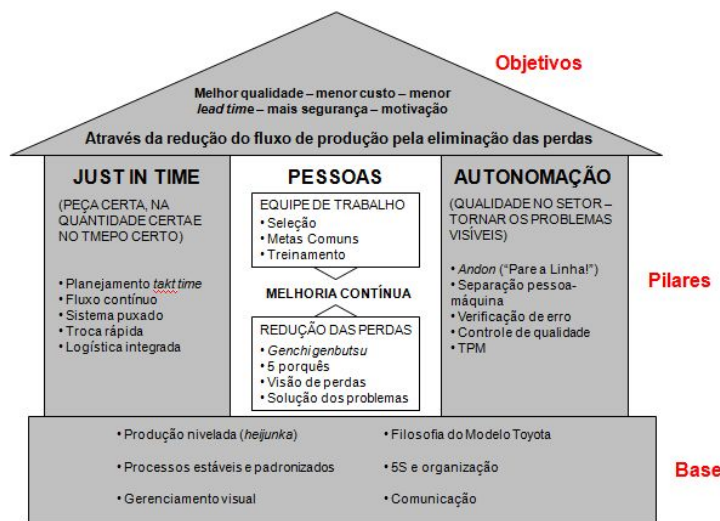 Objetivos
Melhor qualidade – menor custo – menor
lead time – mais segurança – motivação
Através da redução do fluxo de produção pela eliminação das perdas
JUST IN TIME
(PEÇA CERTA, NA
QUANTIDADE CERTA E
NO TMEPO CERTO)
• Planejamento takt time
• Fluxo contínuo
• Sistema puxado
• Troca rápida
• Logística integrada
PESSOAS
EQUIPE DE TRABALHO
• Seleção
• Metas Comuns
• Treinamento
MELHORIA CONTÍNUA
REDUÇÃO DAS PERDAS
• Genchigenbutsu
• 5 porquês
• Visão de perdas
• Solução dos problemas
AUTONOMAÇÃO
(QUALIDADE NO SETOR –
TORNAR OS PROBLEMAS
VISÍVEIS)
• Andon (“Pare a Linha!”)
• Separação pessoa-
máquina
• Verificação de erro
• Controle de qualidade
• TPM
Pilares
• Produção nivelada (heijunka)
• Processos estáveis e padronizados
• Gerenciamento visual
• Filosofia do Modelo Toyota
• 5S e organização
• Comunicação
Base